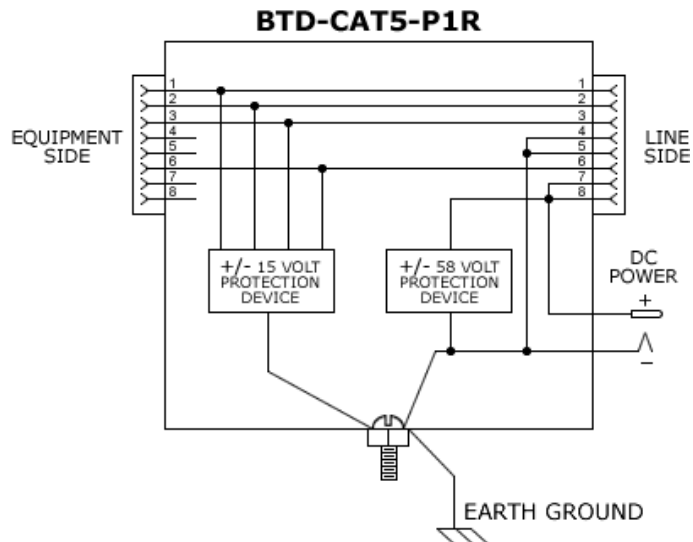 BTD-CAT5-P1R
1
2
3
4
5
6
7
8
1
2
3
4
5
6
7
8
EQUIPMENT
SIDE
LINE
SIDE
+/- 15 VOLT
PROTECTION
DEVICE
+/- 58 VOLT
PROTECTION
DEVICE
DC
POWER
+
-
EARTH GROUND